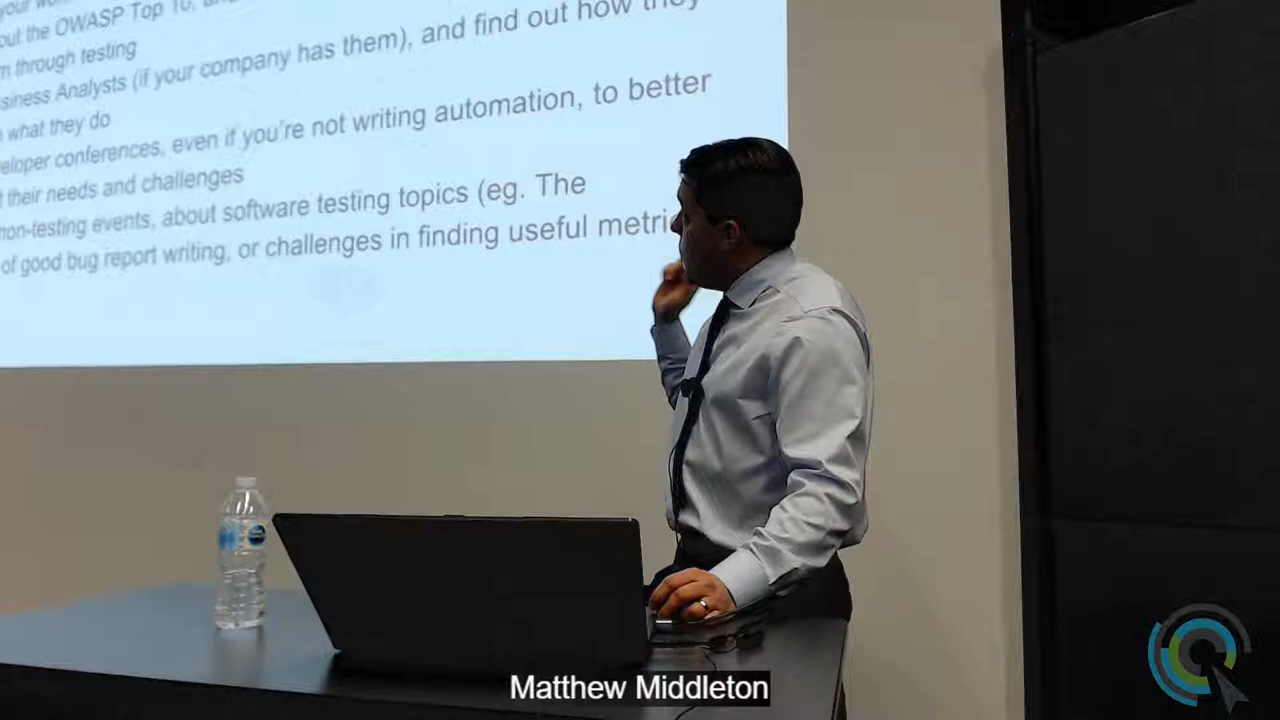 your
out the OWASP Top 10,
m through testing
siness Analysts (if your company has them), and find out how they
what they do
eloper conferences, even if you're not writing automation, to better
their needs and challenges
non-testing events, about software testing topics (eg. The
of good bug report writing, or challenges in finding useful metri
Matthew Middleton